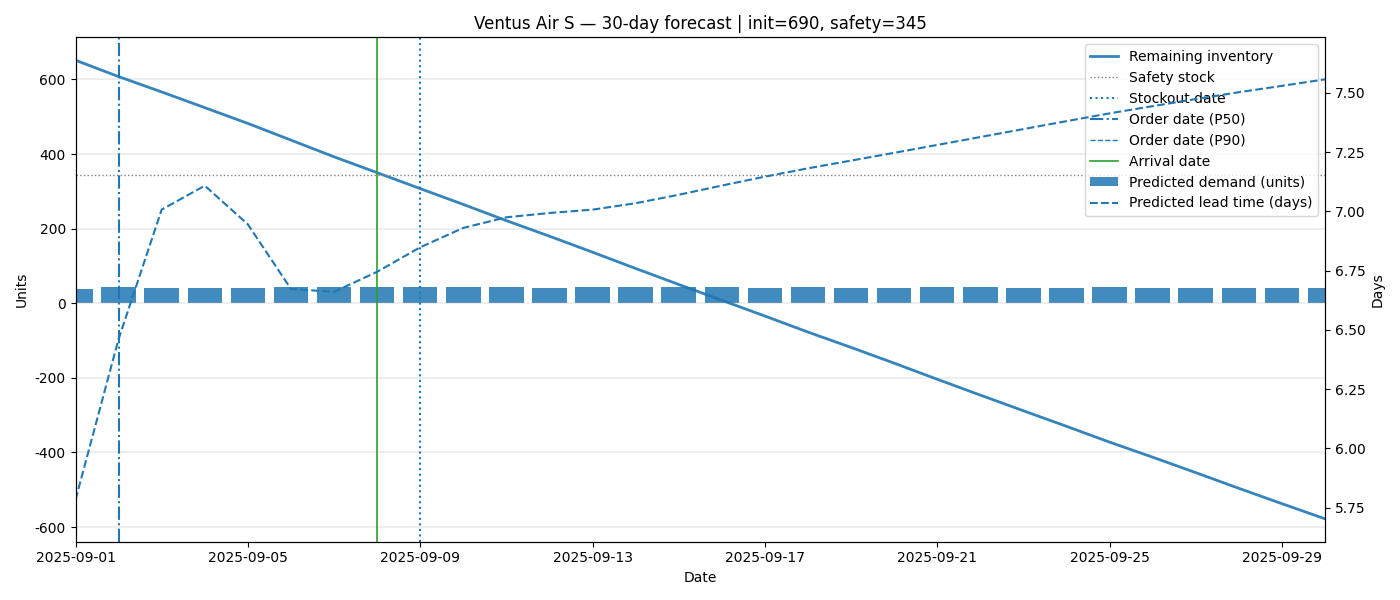 Ventus Air S — 30-day forecast | init=690, safety=345
Remaining inventory
Safety stock
Stockout date
Order date (P50)
Order date (P90)
Arrival date
Predicted demand (units)
Predicted lead time (days)
Units
600
400
200
0
-200
-400
-600
7.50
7.25
7.00
6.75
6.50
6.25
6.00
5.75
Days
2025-09-01
2025-09-05
2025-09-09
2025-09-13
2025-09-17
2025-09-21
2025-09-25
2025-09-29
Date